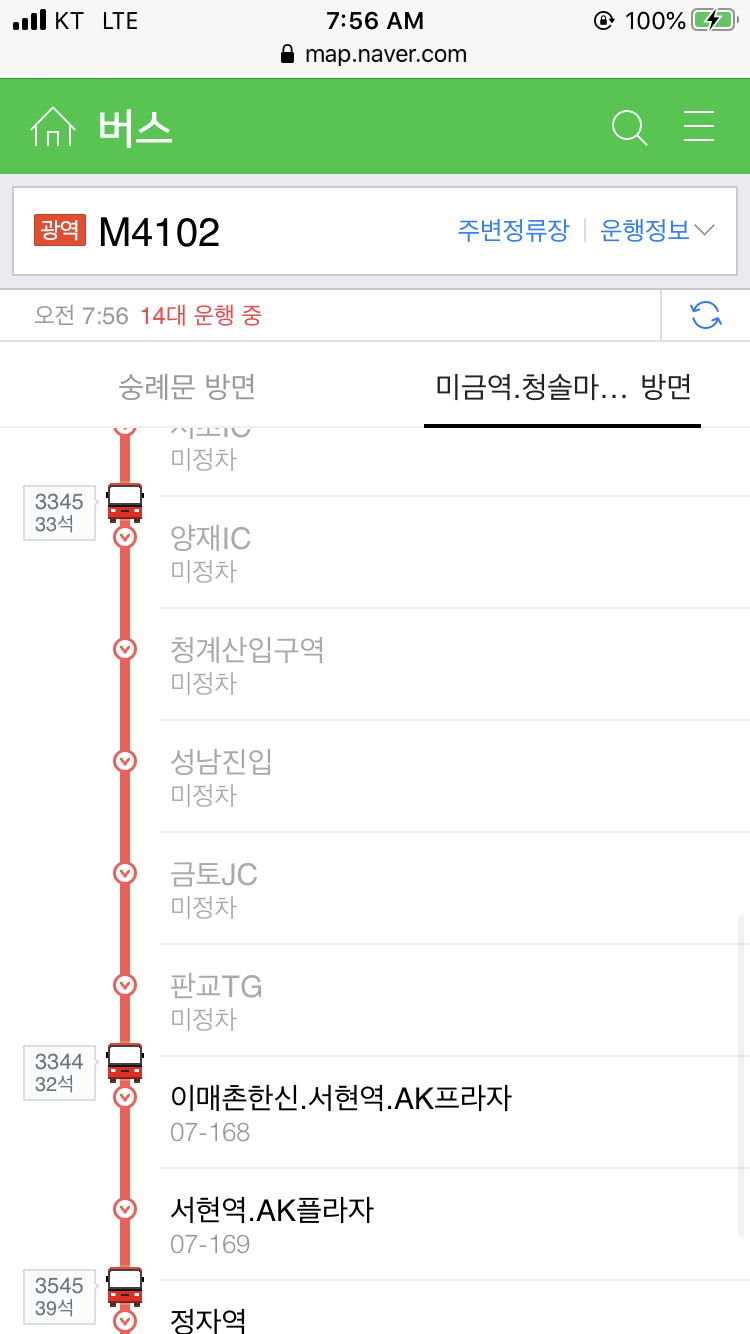 KT LTE 7:56 AM 100%
map.naver.com
버스
광역 M4102 주변정류장 운행정보
오전 7:56 14대 운행 중
숭례문 방면 미금역.청솔마... 방면
서초IC
미정차
3345
33석
양재IC
미정차
청계산입구역
미정차
성남진입
미정차
금토JC
미정차
판교TG
미정차
3344
32석
이매촌한신.서현역.AK프라자
07-168
서현역.AK플라자
07-169
3545
39석
정자역